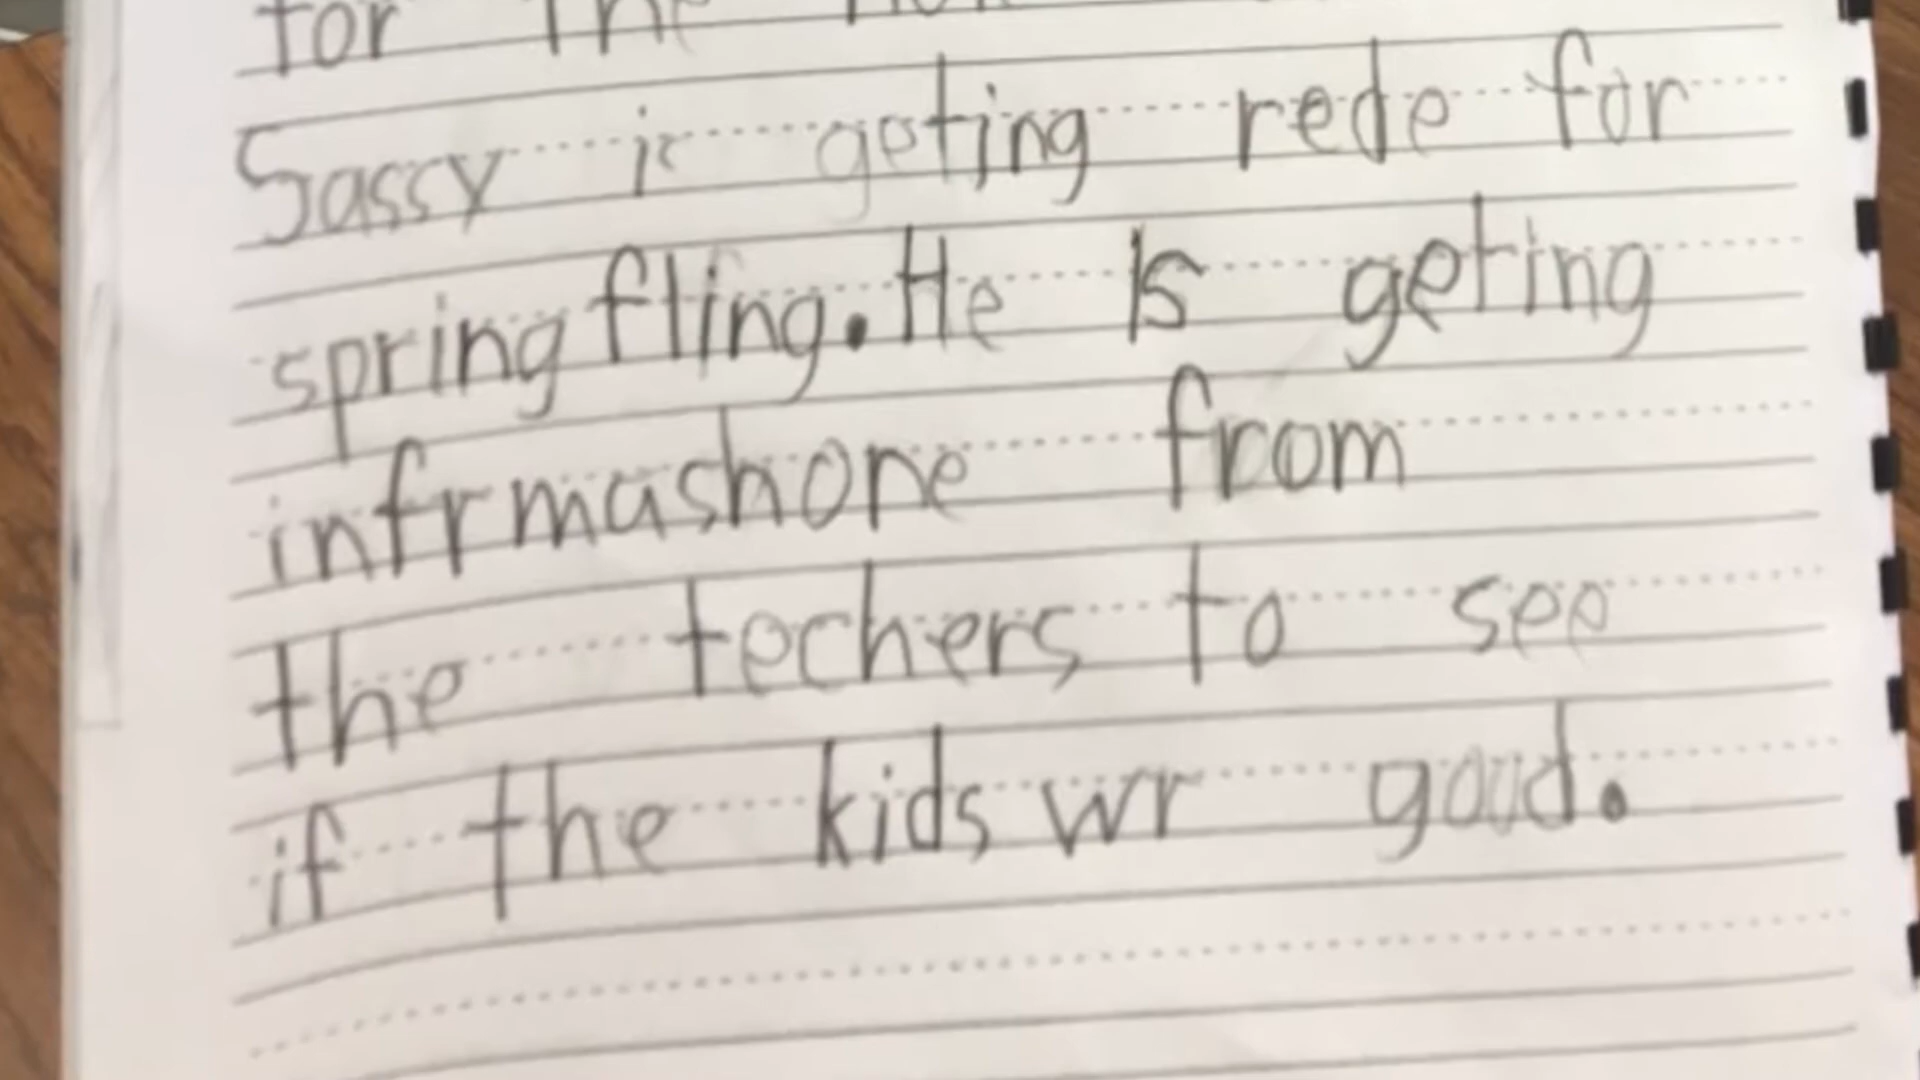 for the
Sassy is geting rede for
spring fling. He Is geting
infrmashone from
the techers to see
if the kids wr good.